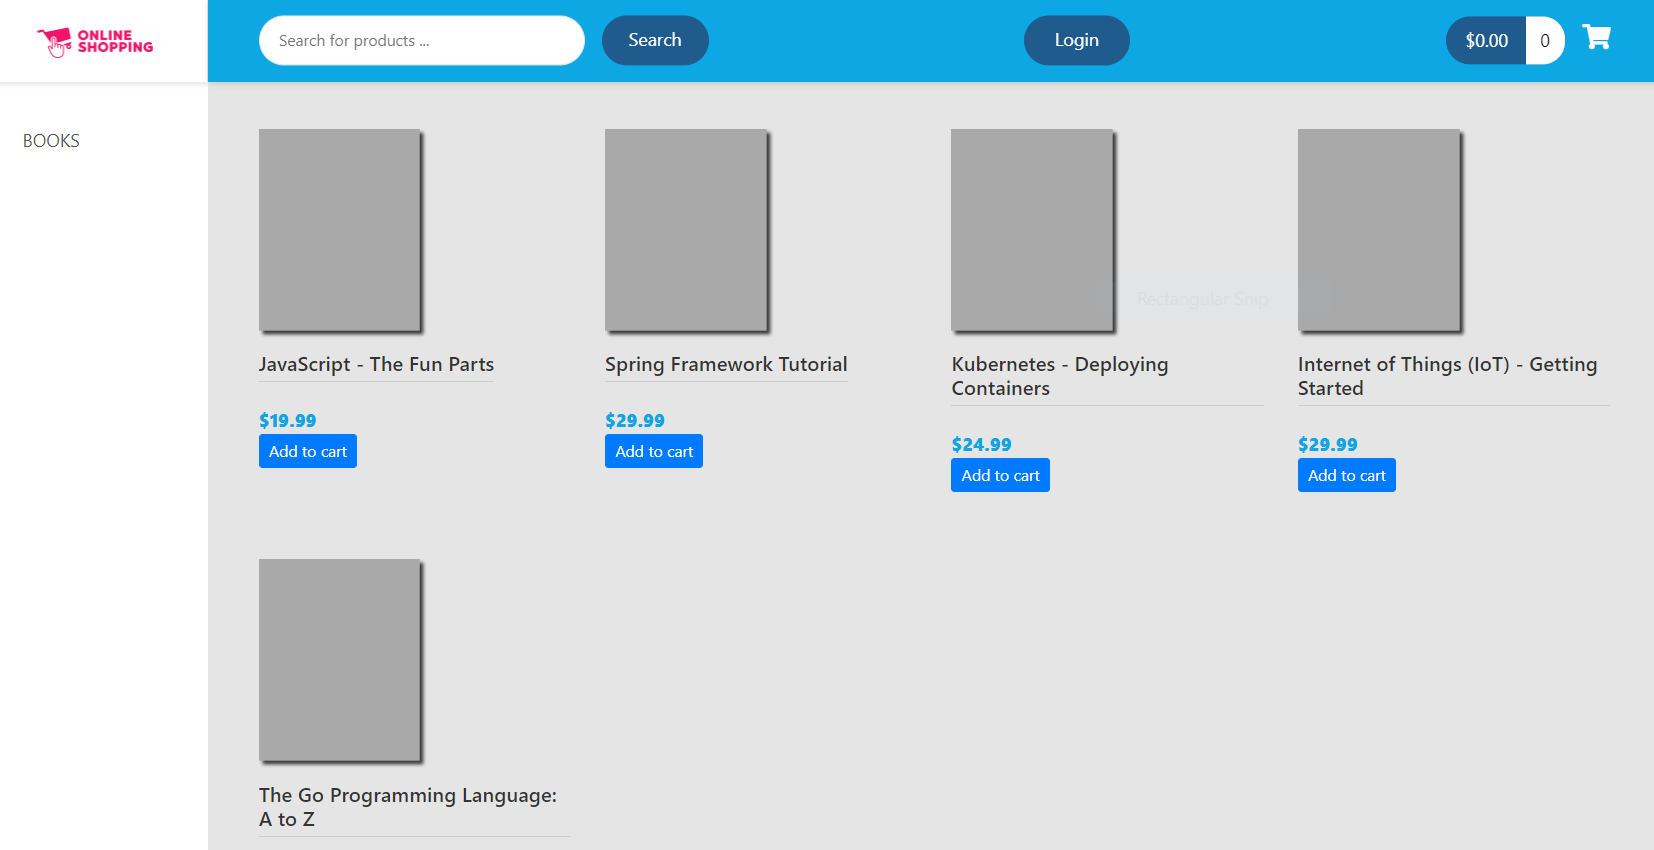 ONLINE
SHOPPING
Search for products ...
Search
Login
$0.00
0
BOOKS
Rectangular Snip
JavaScript - The Fun Parts
$19.99
Add to cart
Spring Framework Tutorial
$29.99
Add to cart
Kubernetes - Deploying
Containers
$24.99
Add to cart
Internet of Things (IoT) - Getting
Started
$29.99
Add to cart
The Go Programming Language:
A to Z